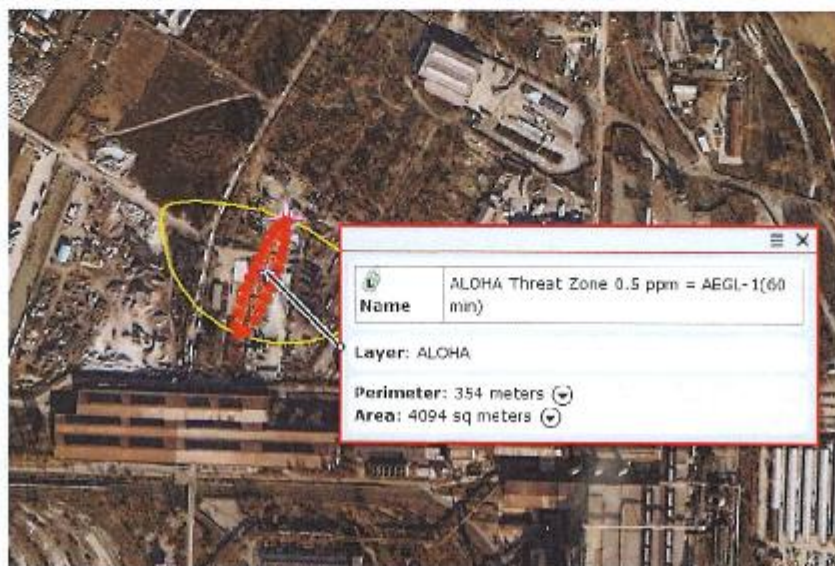 ALOHA Threat Zone 0.5 ppm = AEGL-1(60
Name
min)
Layer: ALOHA
Perimeter: 354 meters
Area: 4094 sq meters